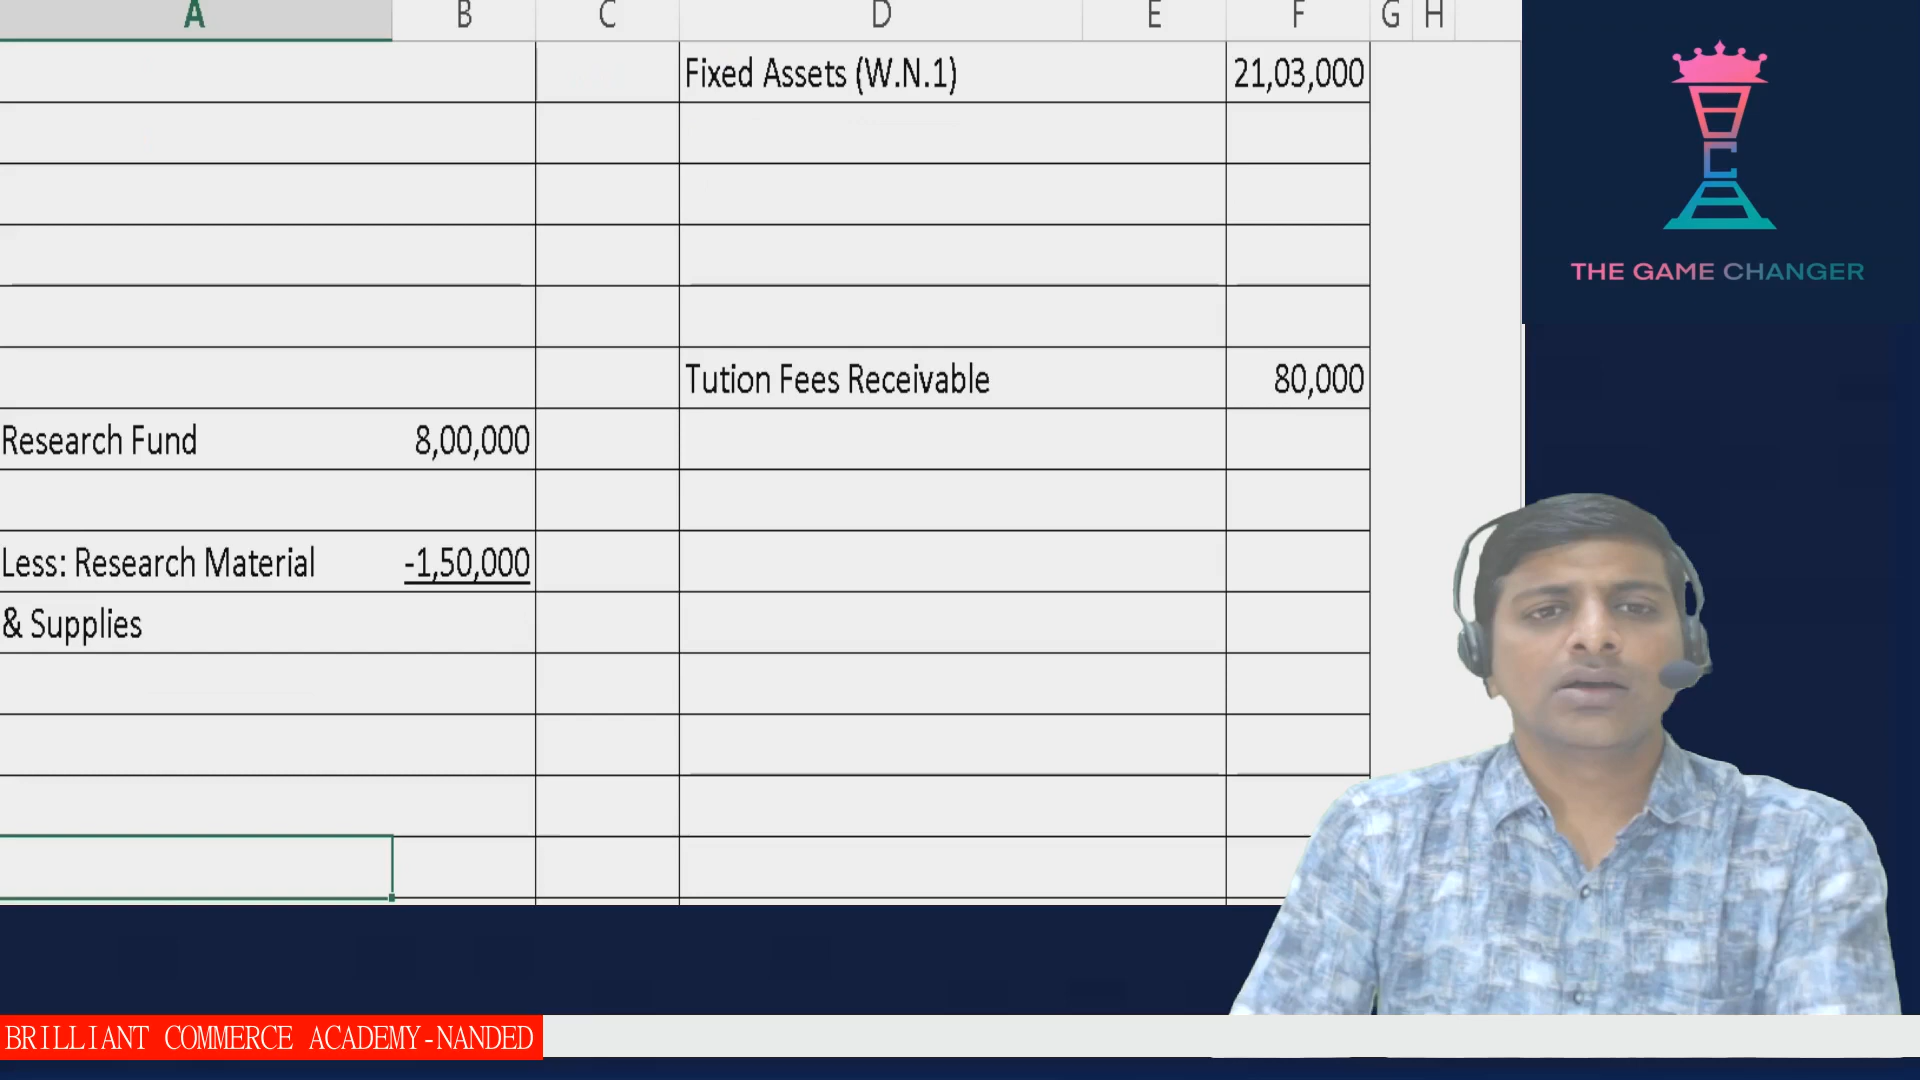 A B C D E F G H
Fixed Assets (W.N.1) 21,03,000
Tution Fees Receivable 80,000
Research Fund 8,00,000
Less: Research Material -1,50,000
& Supplies
THE GAME CHANGER
BRILLIANT COMMERCE ACADEMY-NANDED